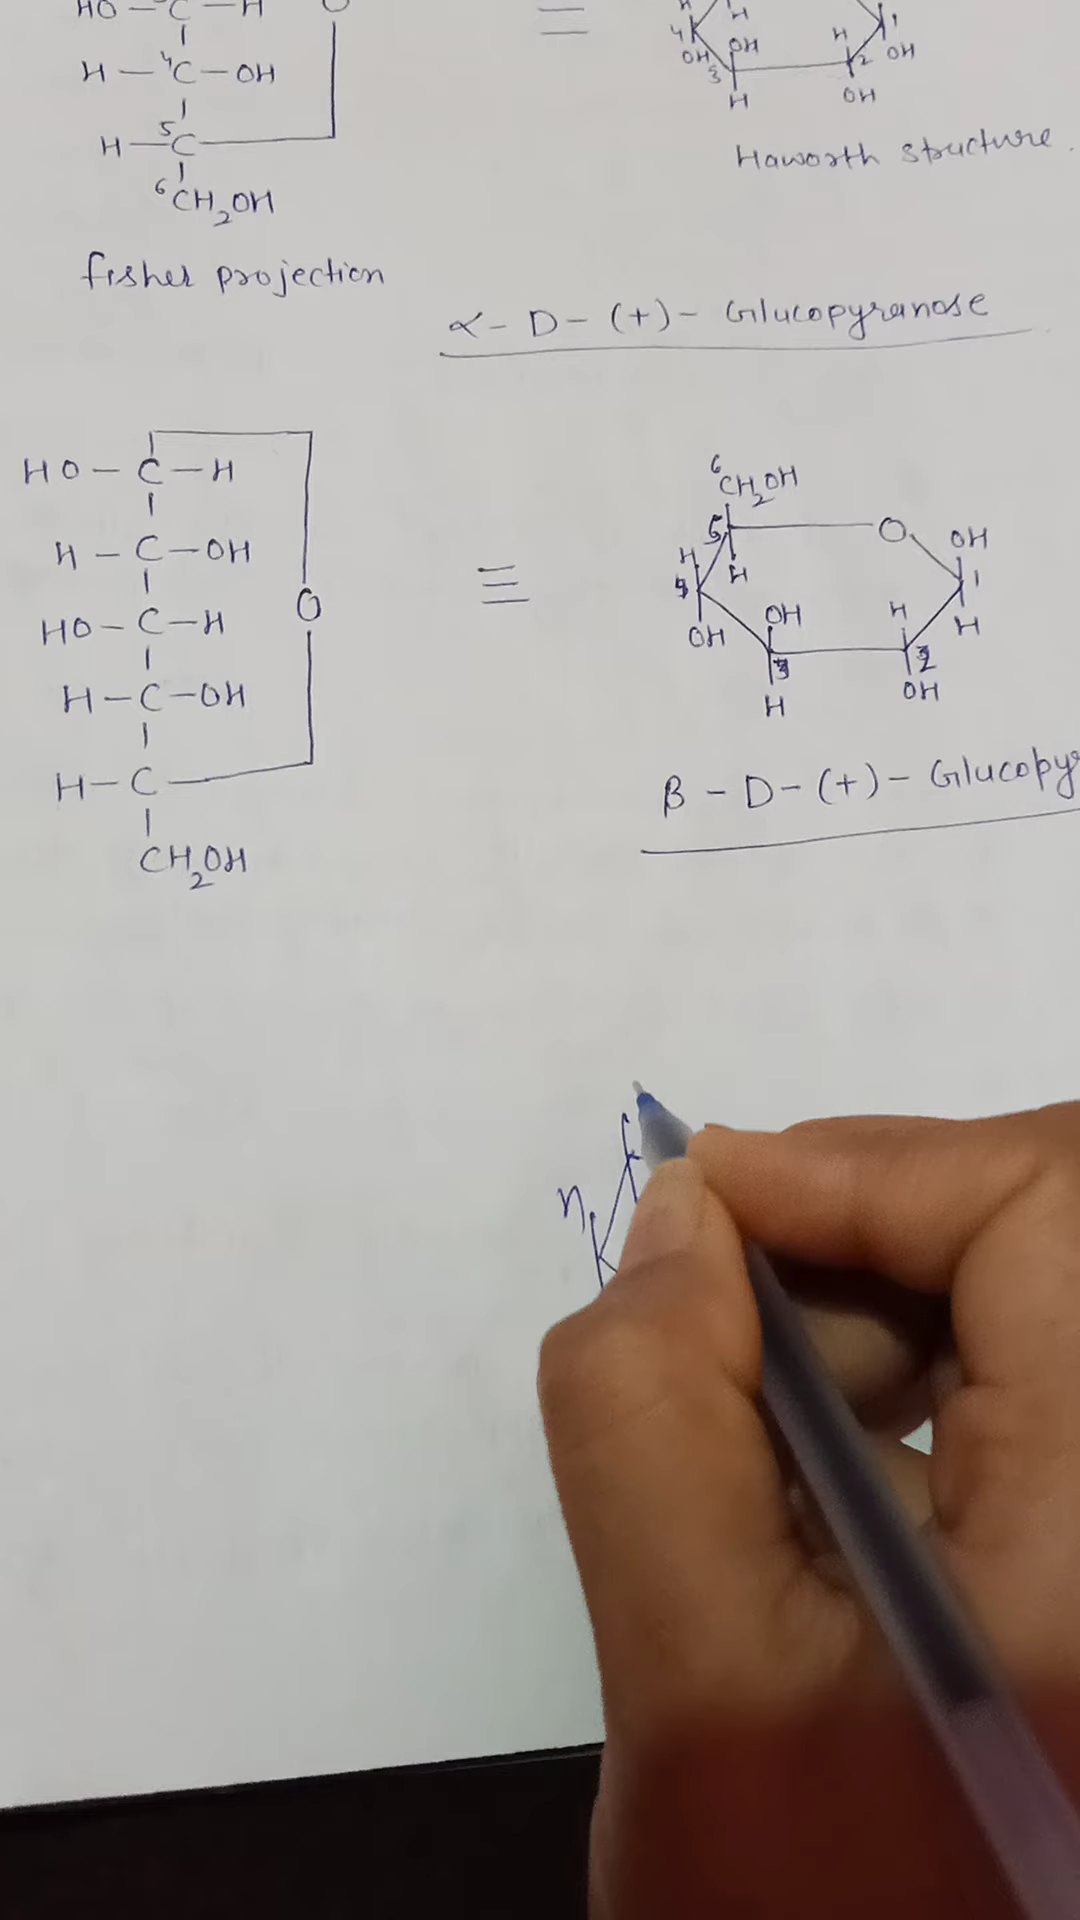 HO — C — H
H — ⁴C — OH
H — ⁵C
⁶CH₂OH
fisher projection
≡
H
4
H
OH
OH
3
H
H
2
OH
1
OH
Haworth structure.
α - D - (+) - Glucopyranose
HO — C — H
H — C — OH
HO — C — H
O
H — C — OH
H — C
CH₂OH
≡
⁶CH₂OH
5
O
OH
H
H
1
H
OH
OH
3
H
H
2
OH
β - D - (+) - Glucopy